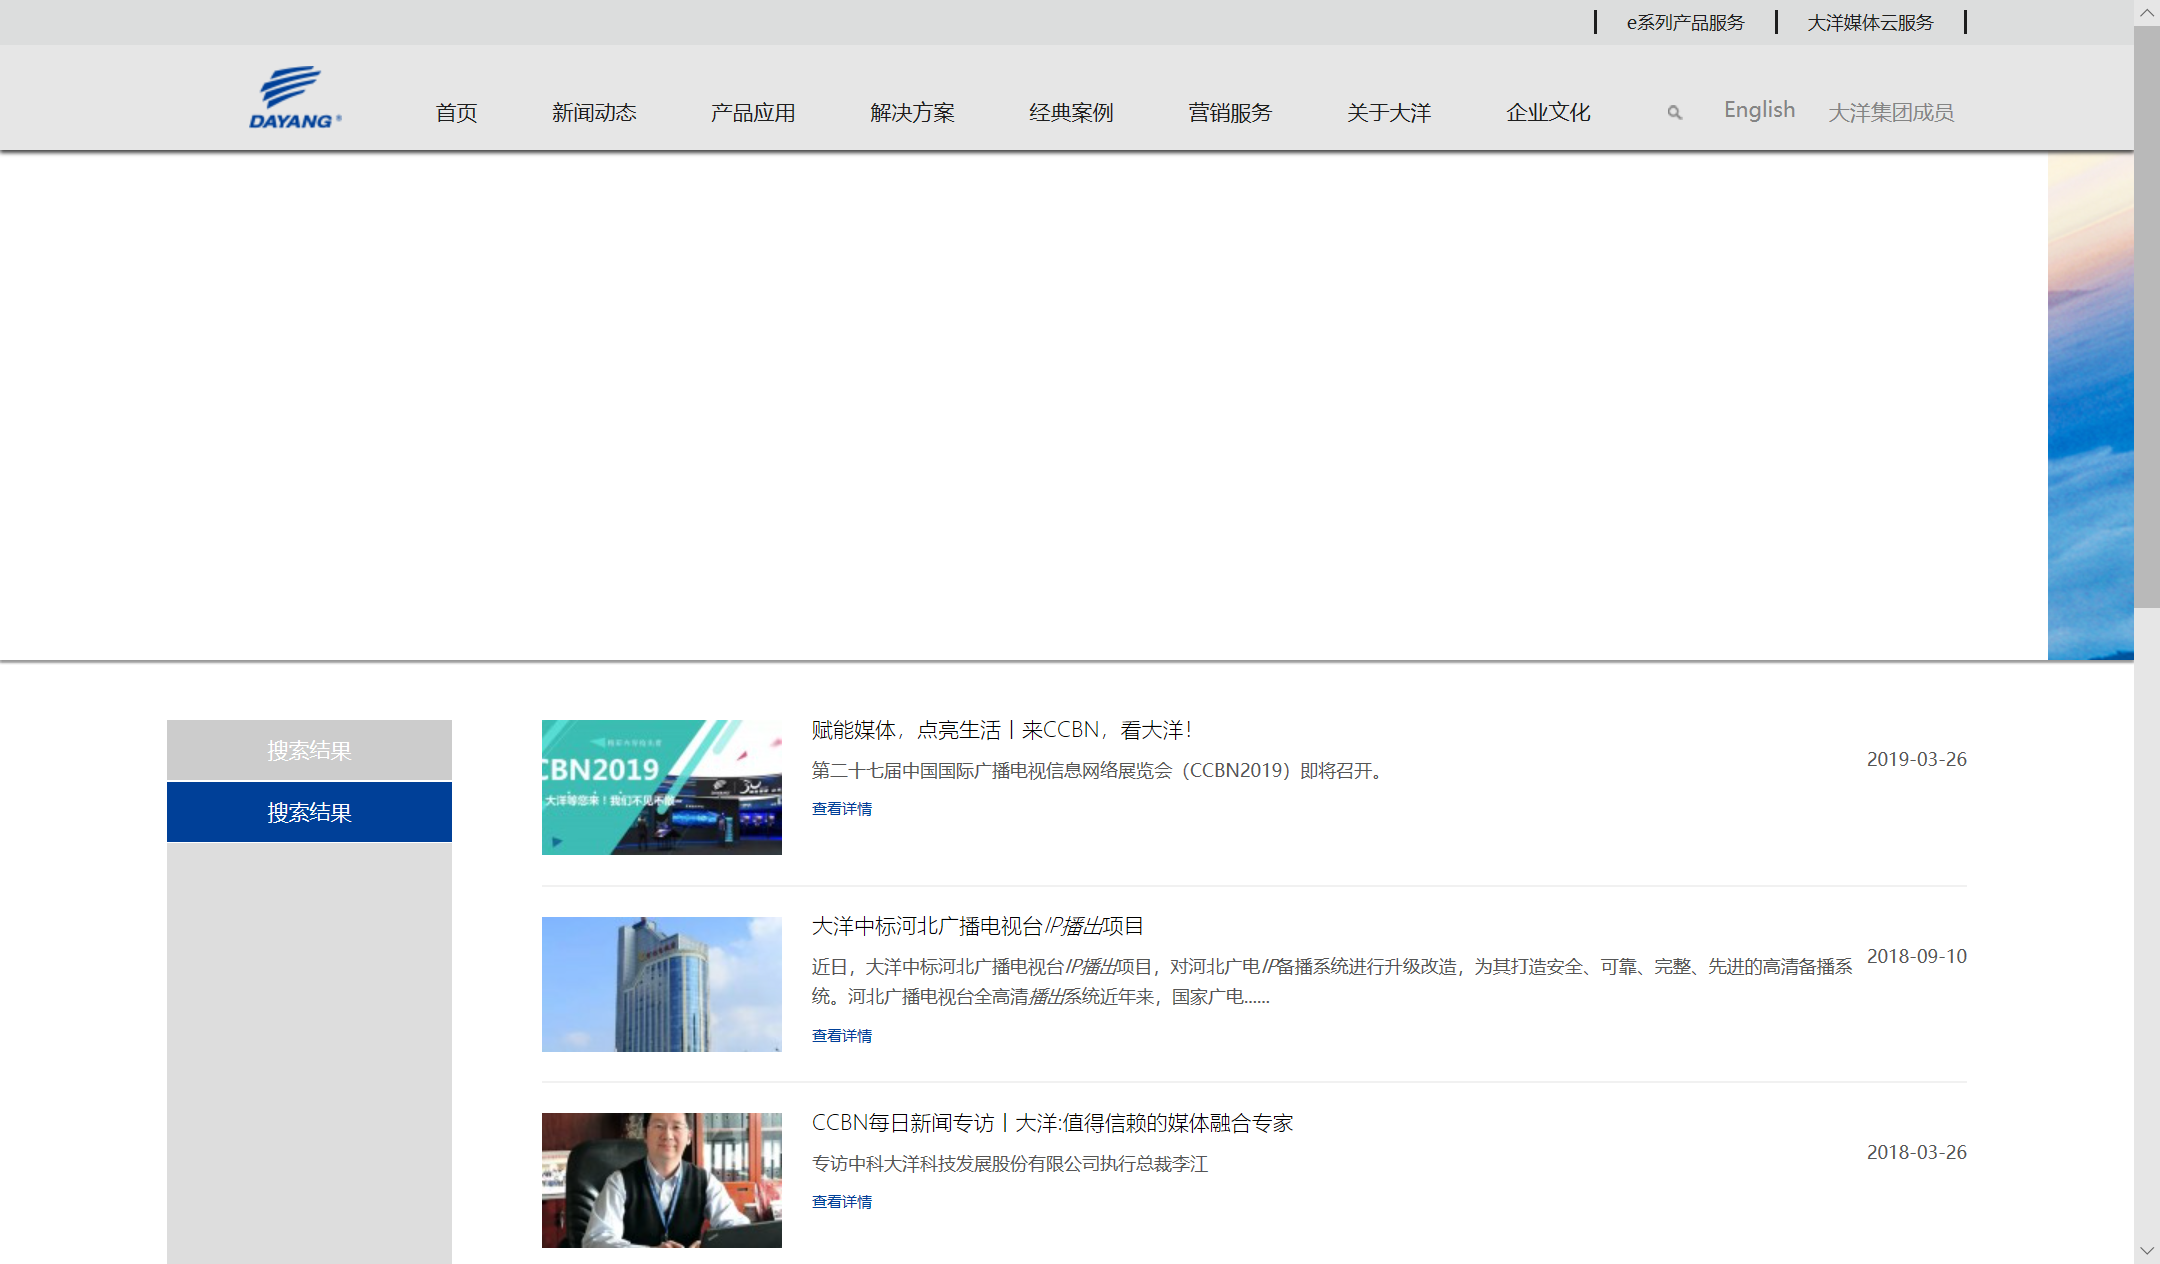 e系列产品服务
大洋媒体云服务
DAYANG®
首页
新闻动态
产品应用
解决方案
经典案例
营销服务
关于大洋
企业文化
English
大洋集团成员
搜索结果
搜索结果
CBN2019
大洋等您来！我们不见不散~
赋能媒体，点亮生活丨来CCBN，看大洋！
第二十七届中国国际广播电视信息网络展览会（CCBN2019）即将召开。
查看详情
2019-03-26
大洋中标河北广播电视台IP播出项目
近日，大洋中标河北广播电视台IP播出项目，对河北广电IP备播系统进行升级改造，为其打造安全、可靠、完整、先进的高清备播系
统。河北广播电视台全高清播出系统近年来，国家广电......
查看详情
2018-09-10
CCBN每日新闻专访丨大洋:值得信赖的媒体融合专家
专访中科大洋科技发展股份有限公司执行总裁李江
查看详情
2018-03-26